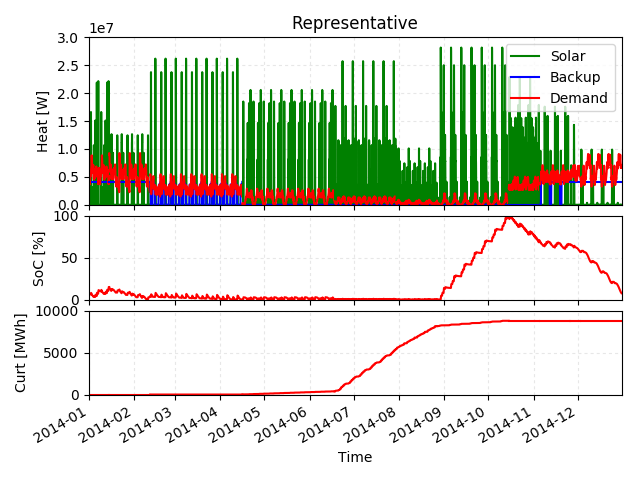 Representative
1e7
Heat [W]
3.0
2.5
2.0
1.5
1.0
0.5
0.0
Solar
Backup
Demand
SoC [%]
100
50
0
Curt [MWh]
10000
5000
0
2014-01
2014-02
2014-03
2014-04
2014-05
2014-06
2014-07
2014-08
2014-09
2014-10
2014-11
2014-12
Time